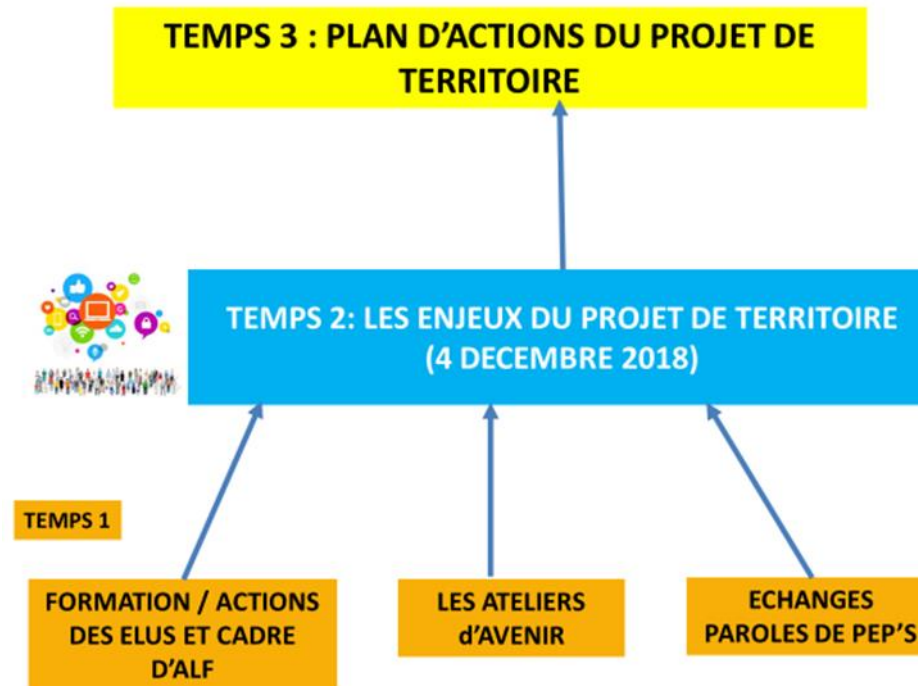 TEMPS 3 : PLAN D'ACTIONS DU PROJET DE
TERRITOIRE
TEMPS 2: LES ENJEUX DU PROJET DE TERRITOIRE
(4 DECEMBRE 2018)
TEMPS 1
FORMATION / ACTIONS
DES ELUS ET CADRE
D'ALF
LES ATELIERS
d'AVENIR
ECHANGES
PAROLES DE PEP'S